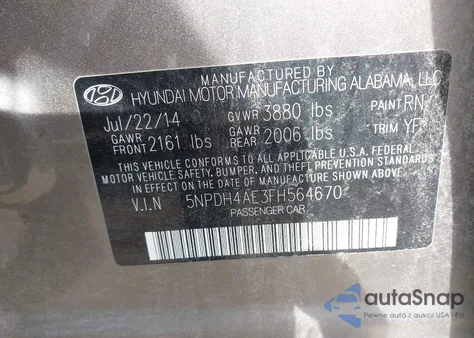 MANUFACTURED BY
HYUNDAI MOTOR MANUFACTURING ALABAMA, LLC
Jul/22/14 GVWR 3880 lbs PAINT RN
GAWR FRONT 2161 lbs GAWR REAR 2006 lbs TRIM YF
THIS VEHICLE CONFORMS TO ALL APPLICABLE U.S.A. FEDERAL
MOTOR VEHICLE SAFETY, BUMPER, AND THEFT PREVENTION STANDARDS
IN EFFECT ON THE DATE OF MANUFACTURE SHOWN ABOVE.
V.I.N 5NPDH4AE3FH564670
PASSENGER CAR
autoSnap
Pewne auta z aukcji USA i EU